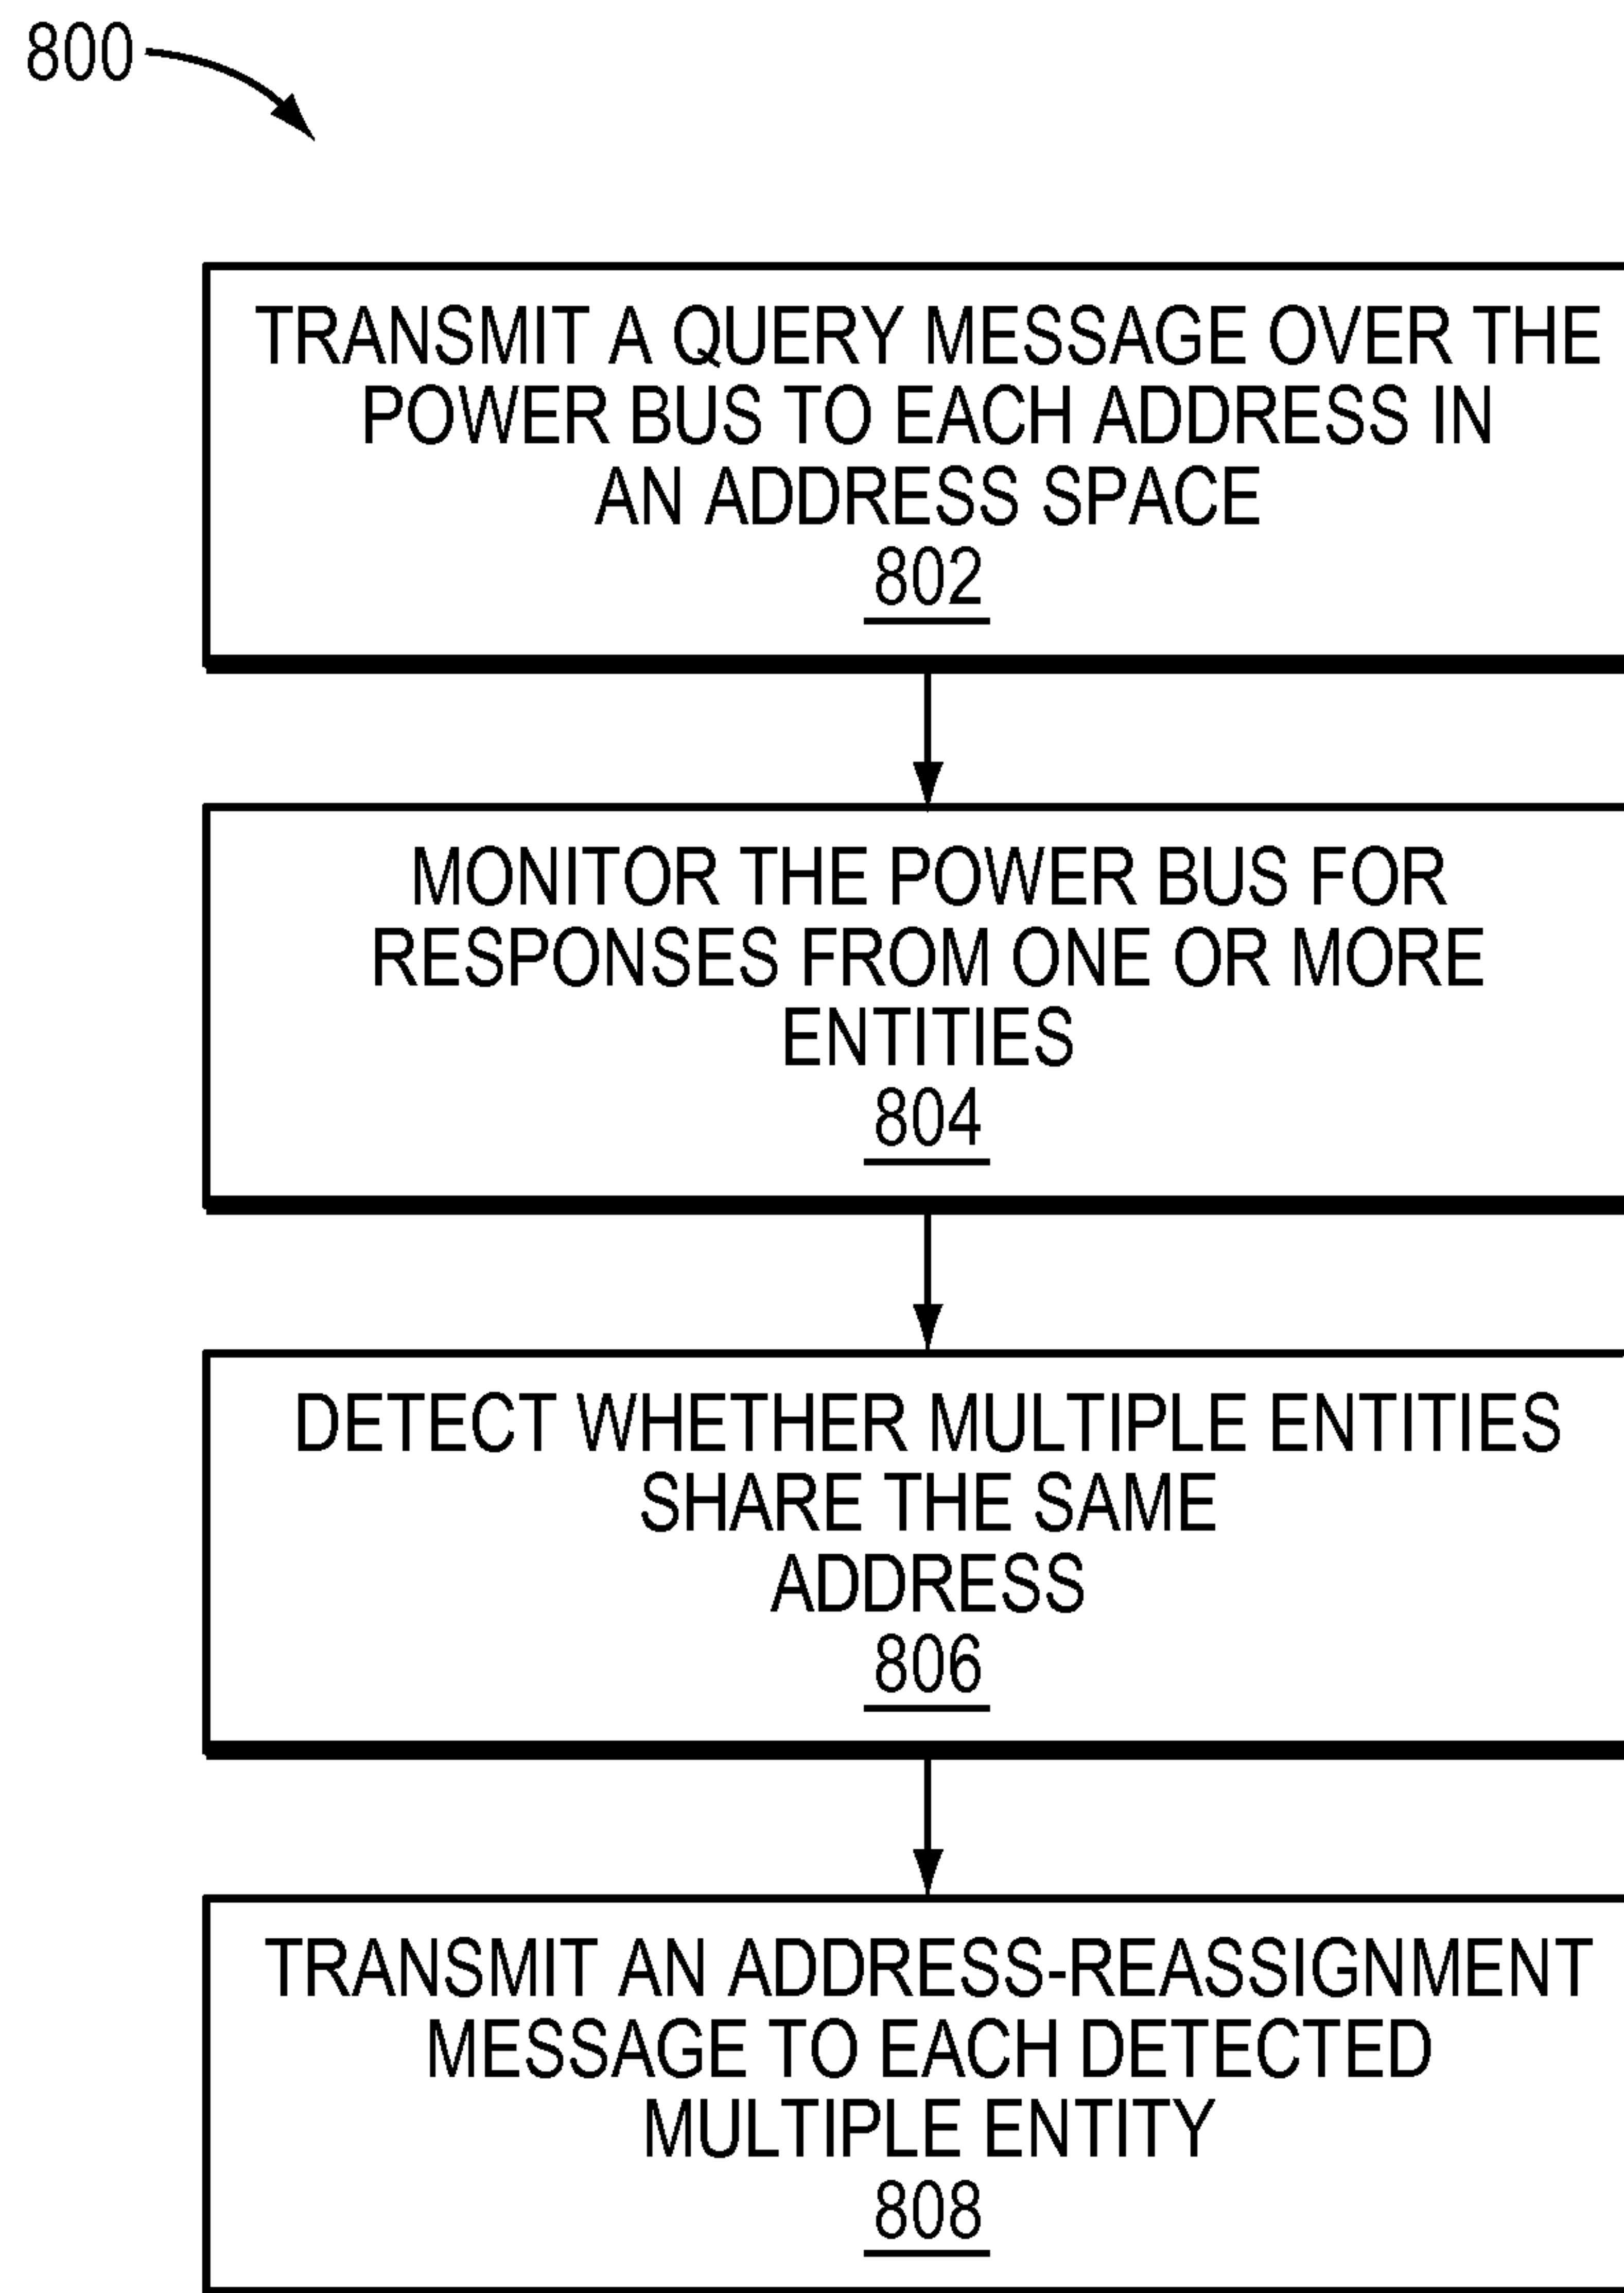 800
TRANSMIT A QUERY MESSAGE OVER THE
POWER BUS TO EACH ADDRESS IN
AN ADDRESS SPACE
802
MONITOR THE POWER BUS FOR
RESPONSES FROM ONE OR MORE
ENTITIES
804
DETECT WHETHER MULTIPLE ENTITIES
SHARE THE SAME
ADDRESS
806
TRANSMIT AN ADDRESS-REASSIGNMENT
MESSAGE TO EACH DETECTED
MULTIPLE ENTITY
808